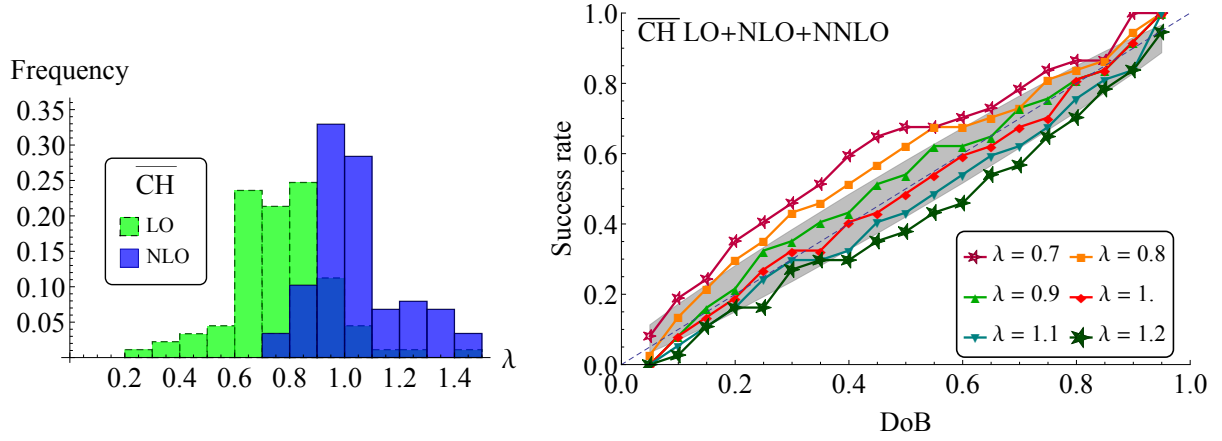 Frequency
0.35
0.30
0.25
0.20
0.15
0.10
0.05
0.2 0.4 0.6 0.8 1.0 1.2 1.4 λ
C̅H̅
LO
NLO
C̅H̅ LO+NLO+NNLO
Success rate
1.0
0.8
0.6
0.4
0.2
0.0
0.0 0.2 0.4 0.6 0.8 1.0
DoB
λ = 0.7 λ = 0.8
λ = 0.9 λ = 1.
λ = 1.1 λ = 1.2